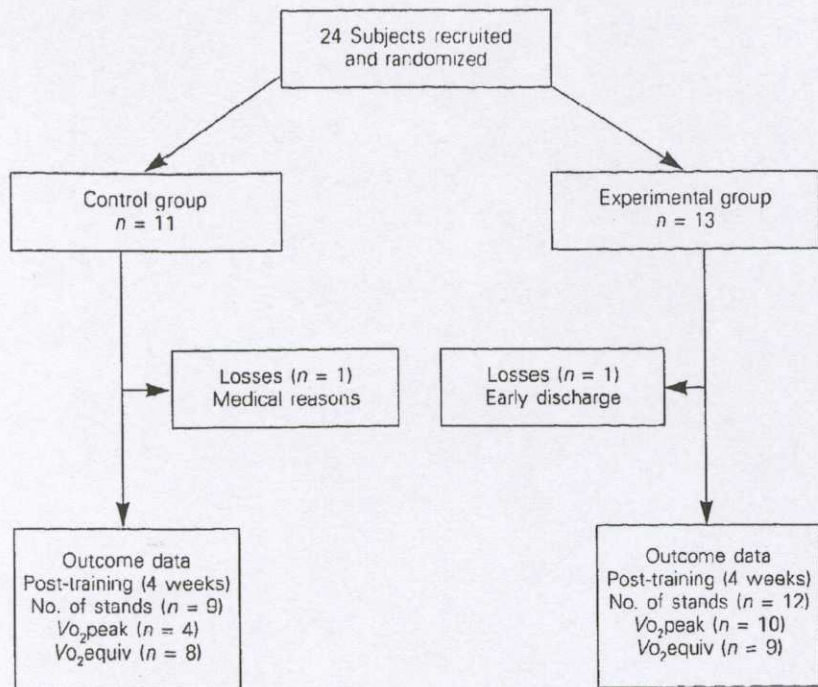 24 Subjects recruited
and randomized
Control group
n = 11
Experimental group
n = 13
Losses (n = 1)
Medical reasons
Losses (n = 1)
Early discharge
Outcome data
Post-training (4 weeks)
No. of stands (n = 9)
Vo₂peak (n = 4)
Vo₂equiv (n = 8)
Outcome data
Post-training (4 weeks)
No. of stands (n = 12)
Vo₂peak (n = 10)
Vo₂equiv (n = 9)